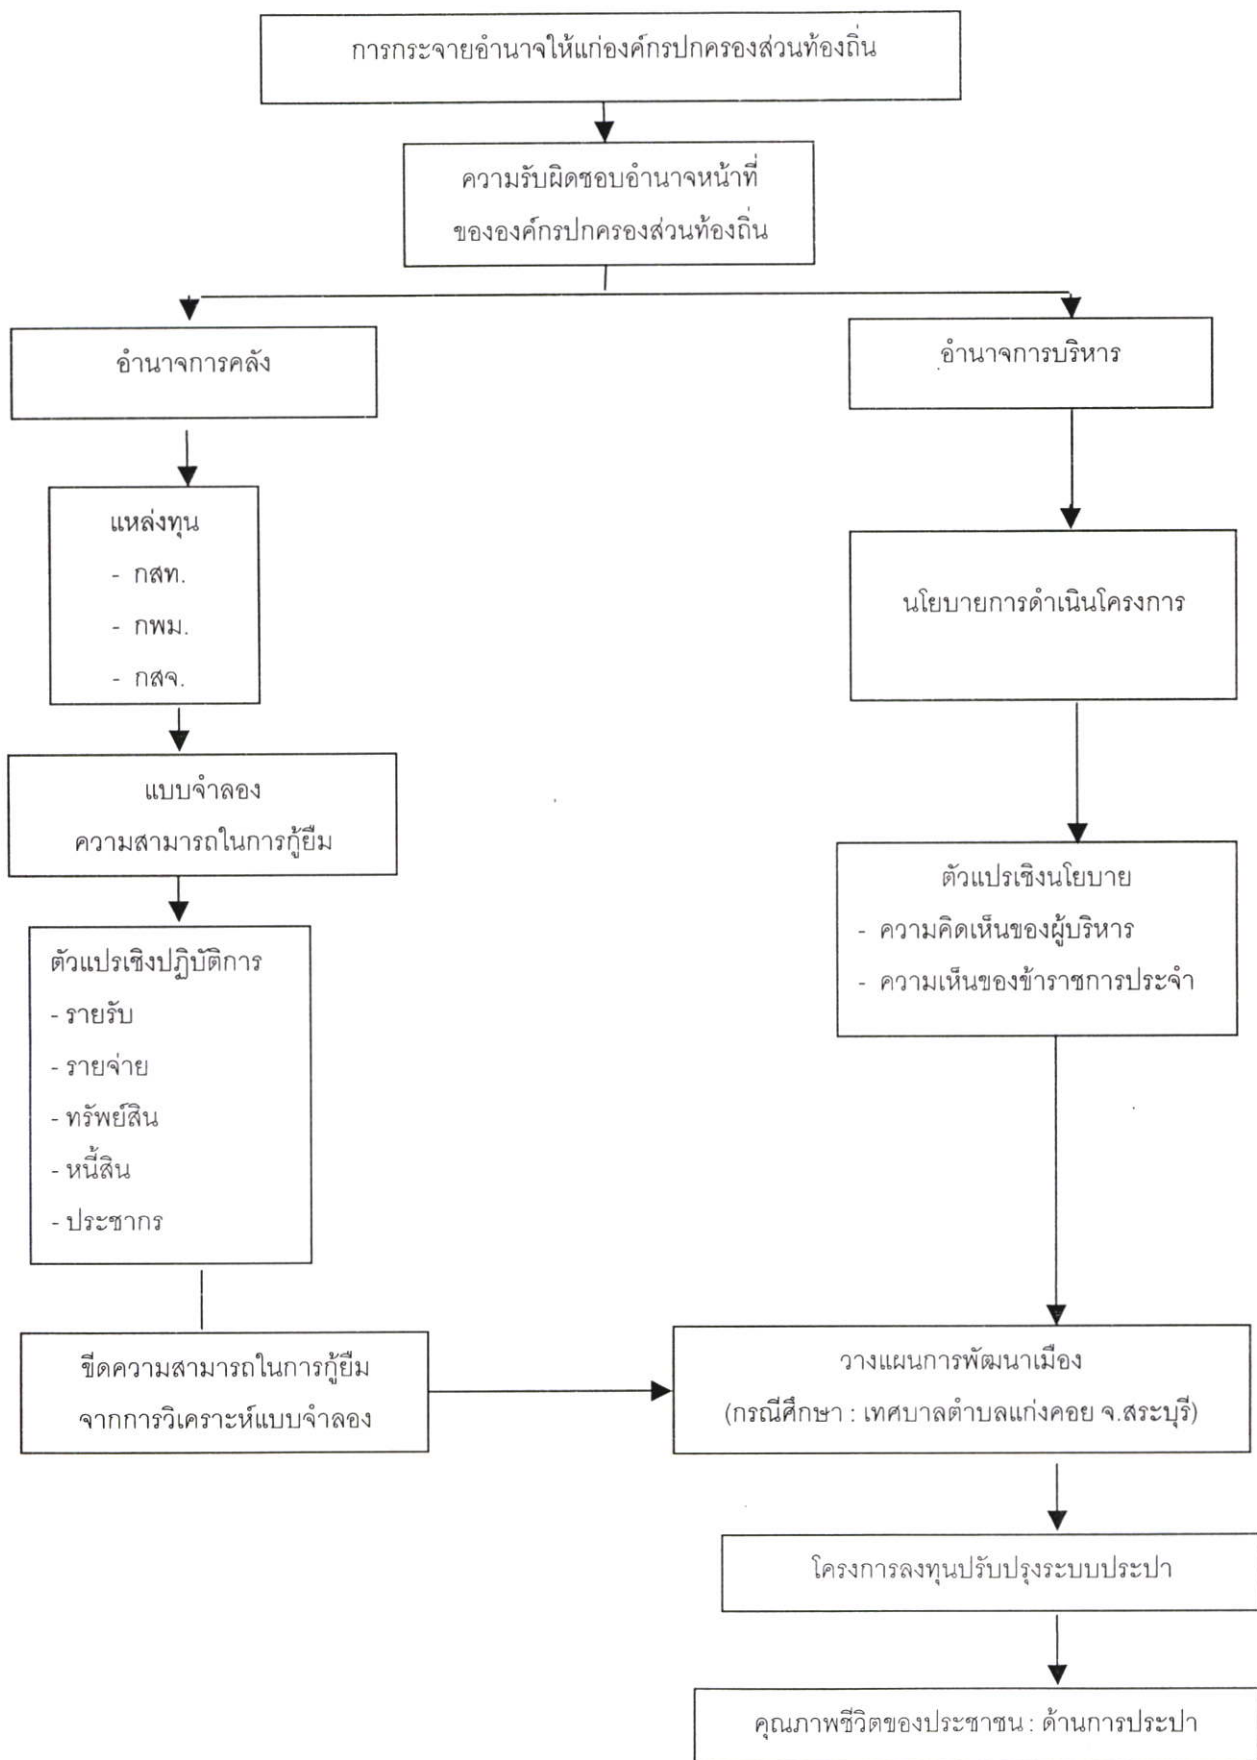 การกระจายอำนาจให้แก่องค์กรปกครองส่วนท้องถิ่น
ความรับผิดชอบอำนาจหน้าที่
ขององค์กรปกครองส่วนท้องถิ่น
อำนาจการคลัง
อำนาจการบริหาร
แหล่งทุน
- กสท.
- กพม.
- กสจ.
นโยบายการดำเนินโครงการ
แบบจำลอง
ความสามารถในการกู้ยืม
ตัวแปรเชิงนโยบาย
- ความคิดเห็นของผู้บริหาร
- ความเห็นของข้าราชการประจำ
ตัวแปรเชิงปฏิบัติการ
- รายรับ
- รายจ่าย
- ทรัพย์สิน
- หนี้สิน
- ประชากร
ขีดความสามารถในการกู้ยืม
จากการวิเคราะห์แบบจำลอง
วางแผนการพัฒนาเมือง
(กรณีศึกษา : เทศบาลตำบลแก่งคอย จ.สระบุรี)
โครงการลงทุนปรับปรุงระบบประปา
คุณภาพชีวิตของประชาชน : ด้านการประปา